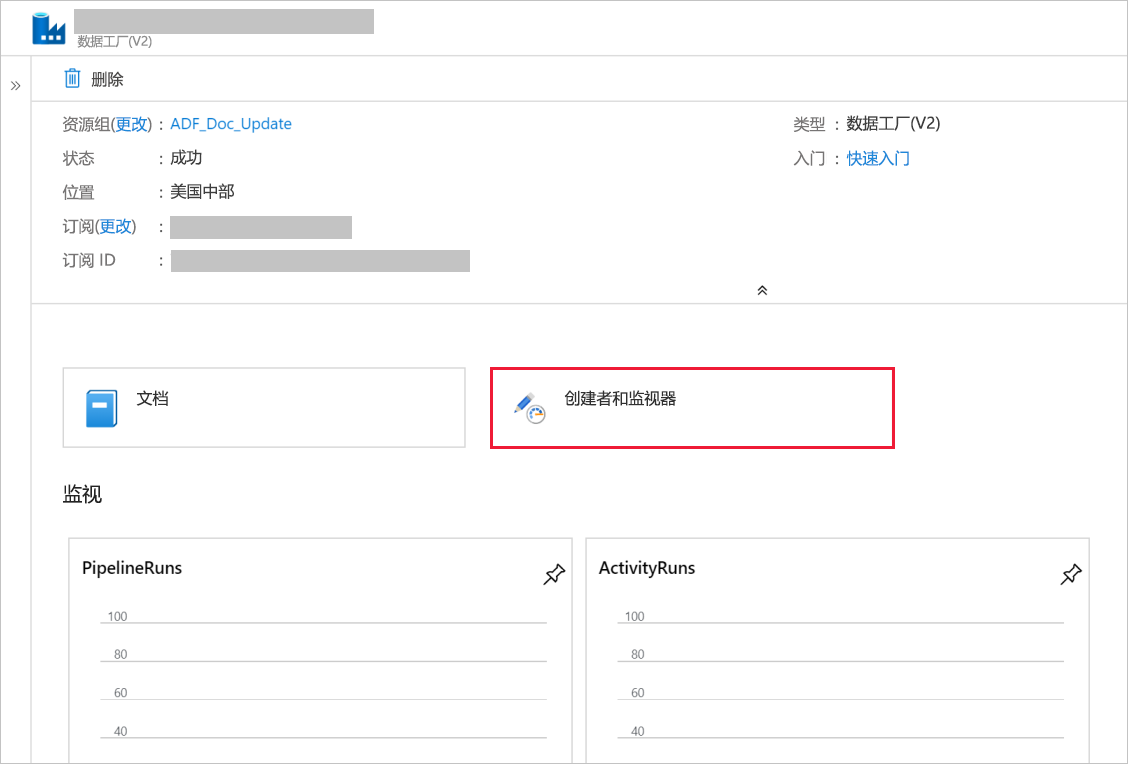 数据工厂(V2)
»
删除
资源组(更改) : ADF_Doc_Update
类型 : 数据工厂(V2)
状态 : 成功
入门 : 快速入门
位置 : 美国中部
订阅(更改) :
订阅 ID :
文档
创建者和监视器
监视
PipelineRuns
100
80
60
40
ActivityRuns
100
80
60
40